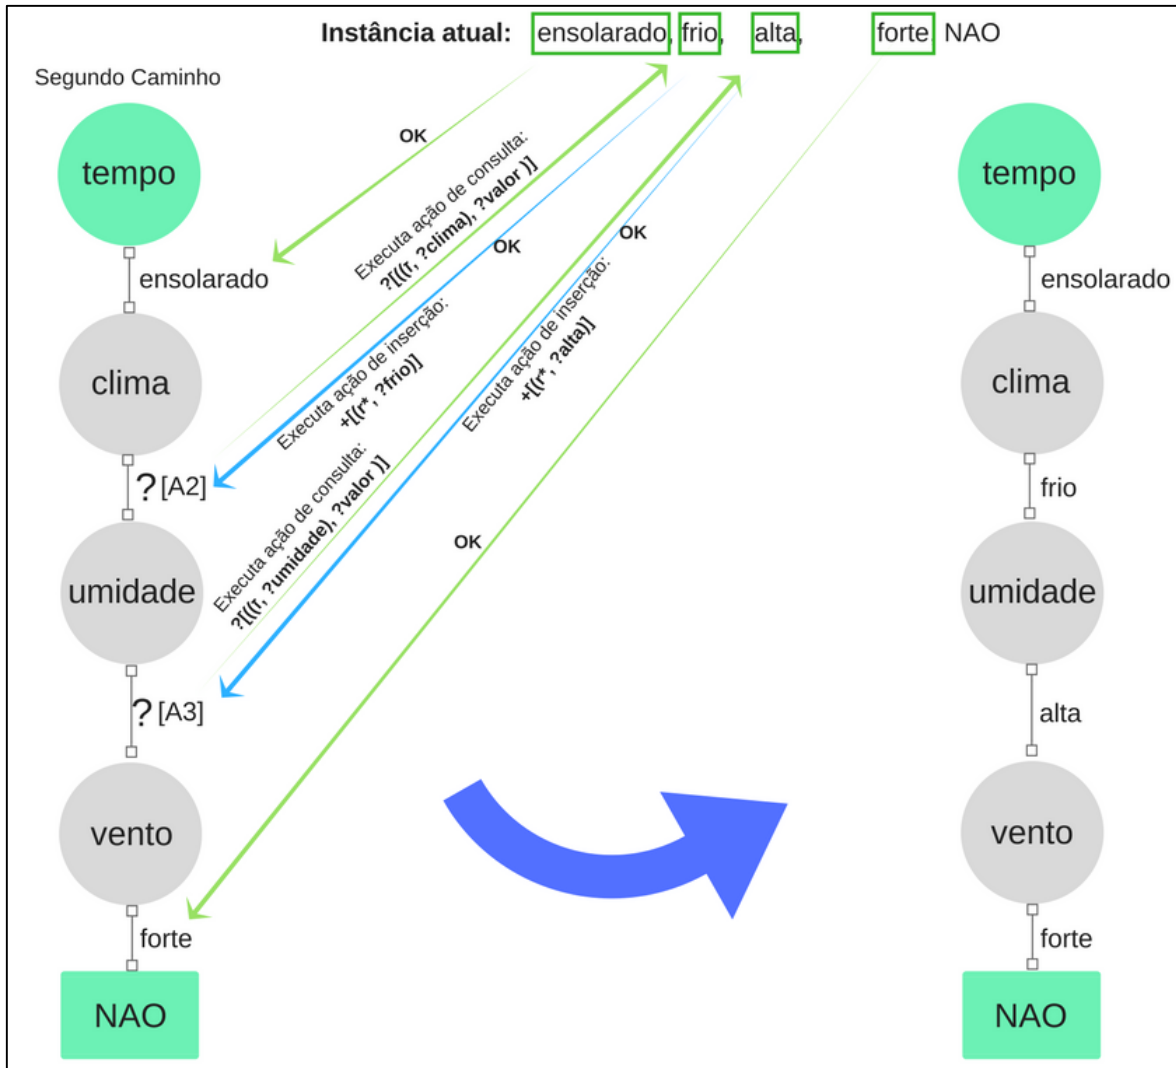 Instância atual: ensolarado, frio, alta, forte, NAO
Segundo Caminho
tempo
OK
Executa ação de consulta:
?[((r, ?clima), ?valor )]
OK
OK
ensolarado
Executa ação de inserção:
+[(r*, ?frio)]
Executa ação de inserção:
+[(r*, ?alta)]
clima
? [A2]
Executa ação de consulta:
?[((r, ?umidade), ?valor )]
OK
umidade
? [A3]
vento
forte
NAO
tempo
ensolarado
clima
frio
umidade
alta
vento
forte
NAO